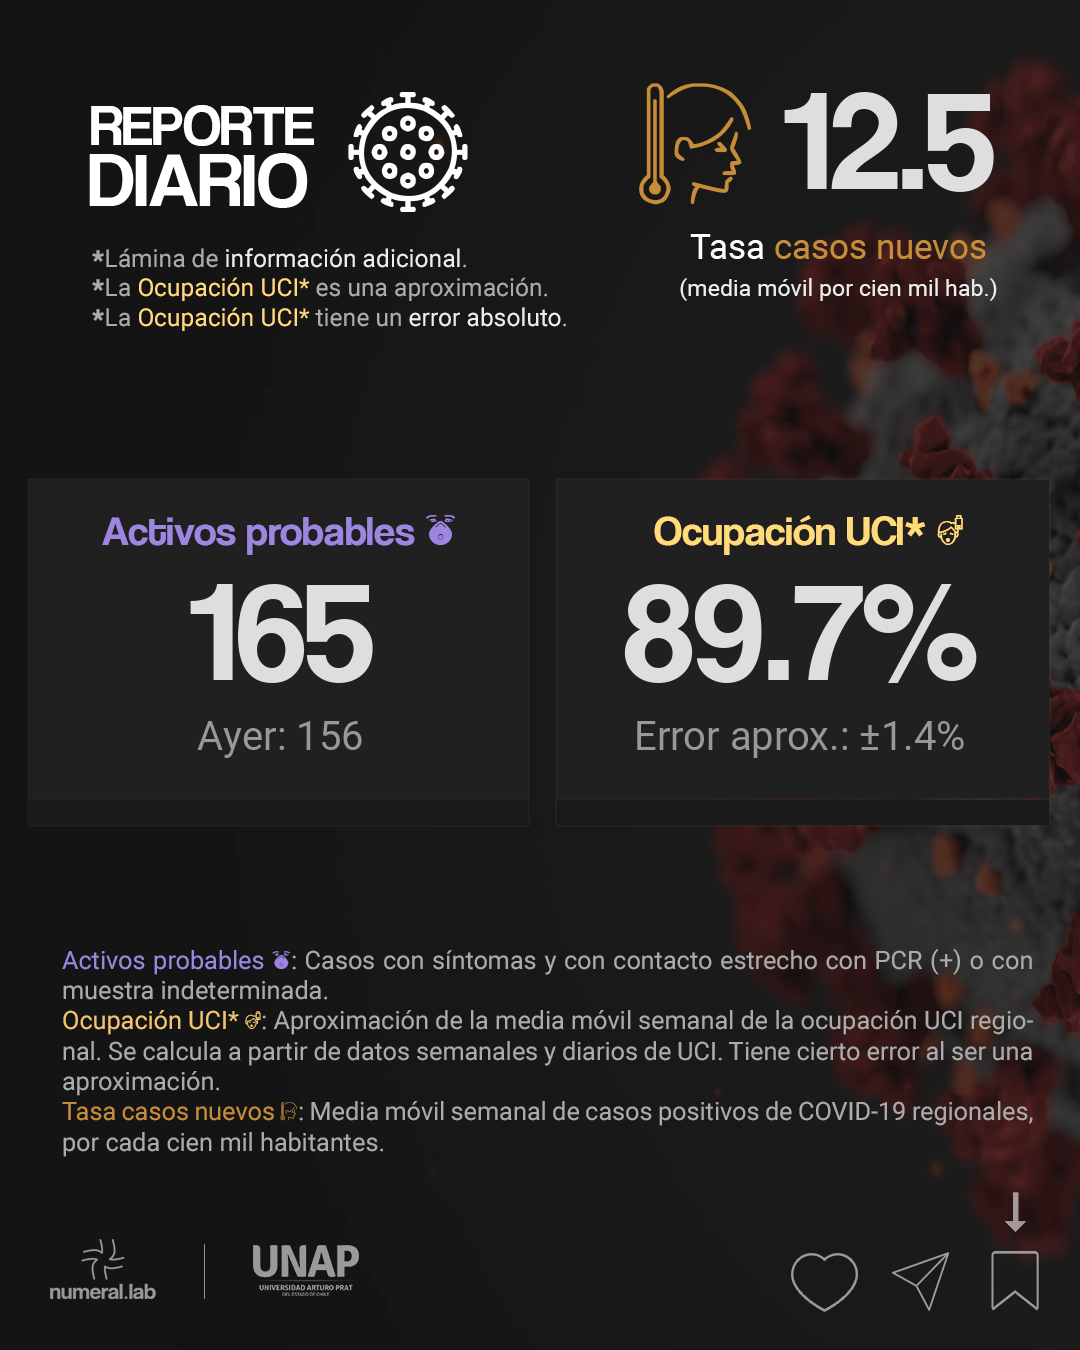 REPORTE
DIARIO
*Lámina de información adicional.
*La Ocupación UCI* es una aproximación.
*La Ocupación UCI* tiene un error absoluto.
12.5
Tasa casos nuevos
(media móvil por cien mil hab.)
Activos probables
165
Ayer: 156
Ocupación UCI*
89.7%
Error aprox.: ±1.4%
Activos probables : Casos con síntomas y con contacto estrecho con PCR (+) o con
muestra indeterminada.
Ocupación UCI* : Aproximación de la media móvil semanal de la ocupación UCI regio-
nal. Se calcula a partir de datos semanales y diarios de UCI. Tiene cierto error al ser una
aproximación.
Tasa casos nuevos : Media móvil semanal de casos positivos de COVID-19 regionales,
por cada cien mil habitantes.
numeral.lab
UNAP
UNIVERSIDAD ARTURO PRAT
DEL ESTADO DE CHILE